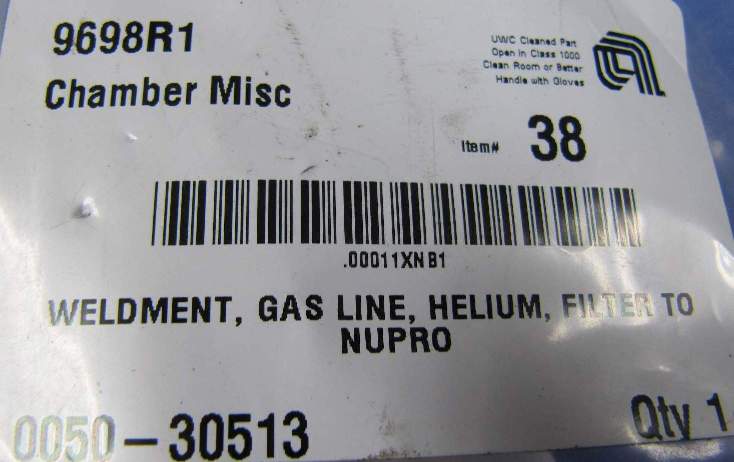 9698R1
Chamber Misc
UWC Cleaned Part
Open in Class 1000
Clean Room or Better
Handle with Gloves
Item# 38
.00011XNB1
WELDMENT, GAS LINE, HELIUM, FILTER TO
NUPRO
0050-30513
Qty 1